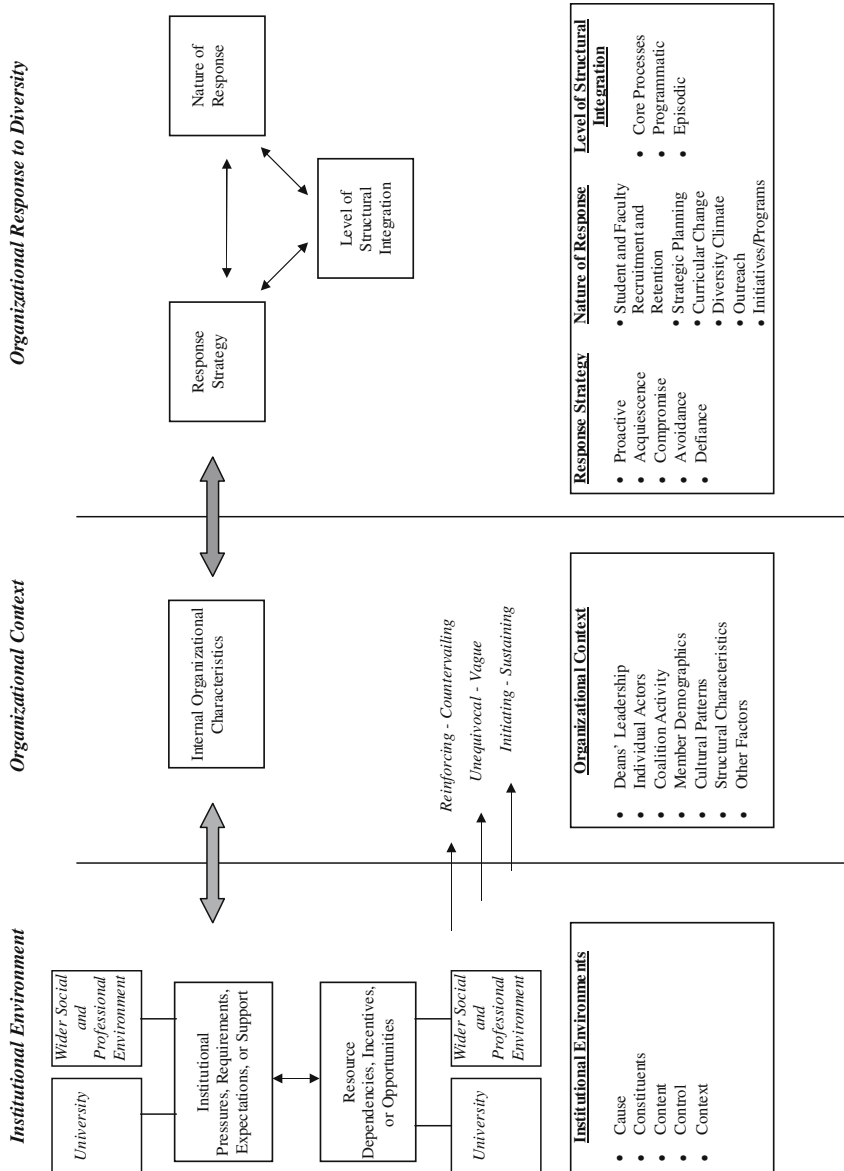 Institutional Environment
Organizational Context
Organizational Response to Diversity
University
Wider Social
and
Professional
Environment
Institutional
Pressures, Requirements,
Expectations, or Support
Resource
Dependencies, Incentives,
or Opportunities
University
Wider Social
and
Professional
Environment
Internal Organizational
Characteristics
Reinforcing - Countervailing
Unequivocal - Vague
Initiating - Sustaining
Response
Strategy
Nature of
Response
Level of
Structural
Integration
Institutional Environments
• Cause
• Constituents
• Content
• Control
• Context
Organizational Context
• Deans’ Leadership
• Individual Actors
• Coalition Activity
• Member Demographics
• Cultural Patterns
• Structural Characteristics
• Other Factors
Response Strategy
• Proactive
• Acquiescence
• Compromise
• Avoidance
• Defiance
Nature of Response
• Student and Faculty
Recruitment and
Retention
• Strategic Planning
• Curricular Change
• Diversity Climate
• Outreach
• Initiatives/Programs
Level of Structural
Integration
• Core Processes
• Programmatic
• Episodic